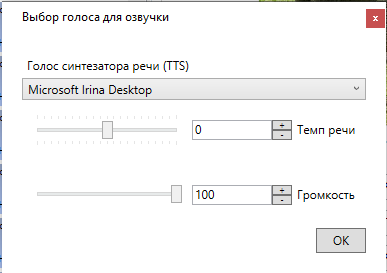 Выбор голоса для озвучки
x
Голос синтезатора речи (TTS)
Microsoft Irina Desktop
0
+
-
Темп речи
100
+
-
Громкость
OK